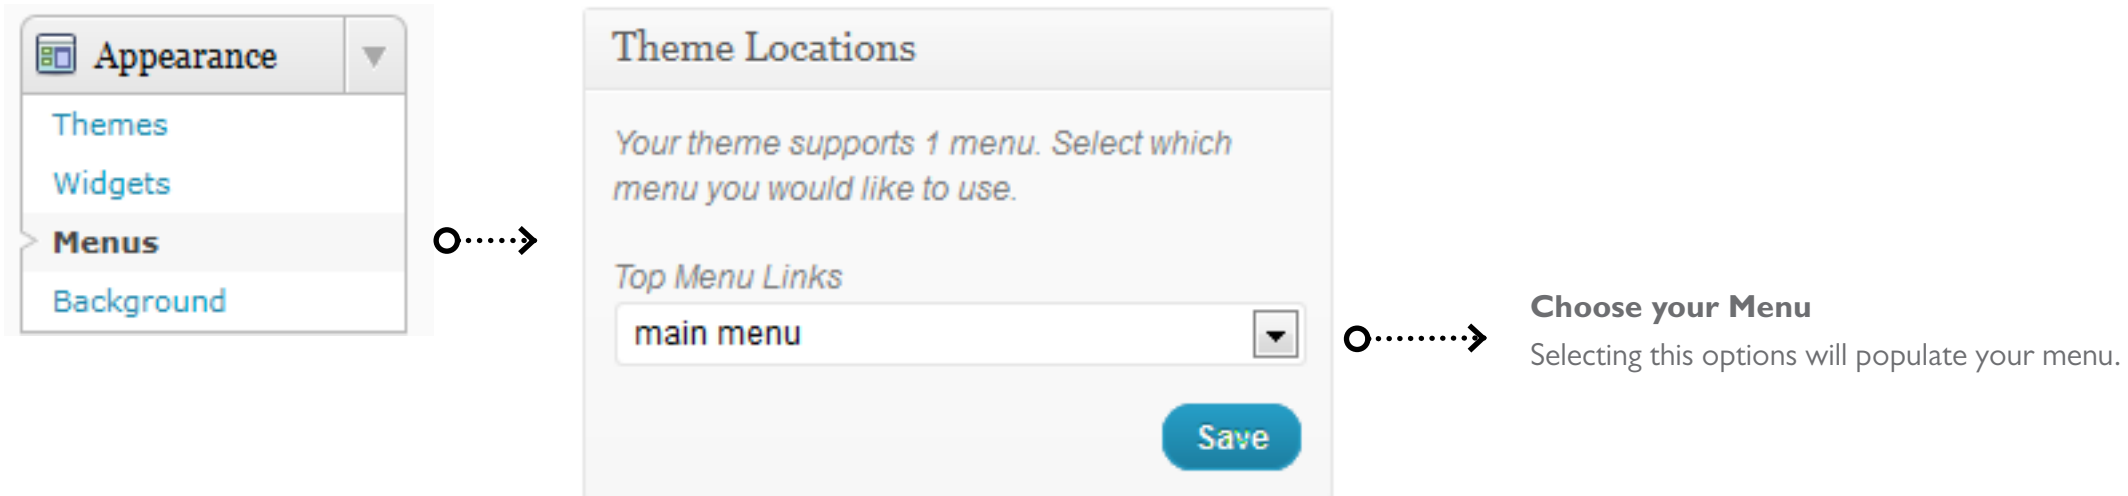 Appearance
Themes
Widgets
Menus
Background
Theme Locations
Your theme supports 1 menu. Select which
menu you would like to use.
Top Menu Links
main menu
Save
Choose your Menu
Selecting this options will populate your menu.